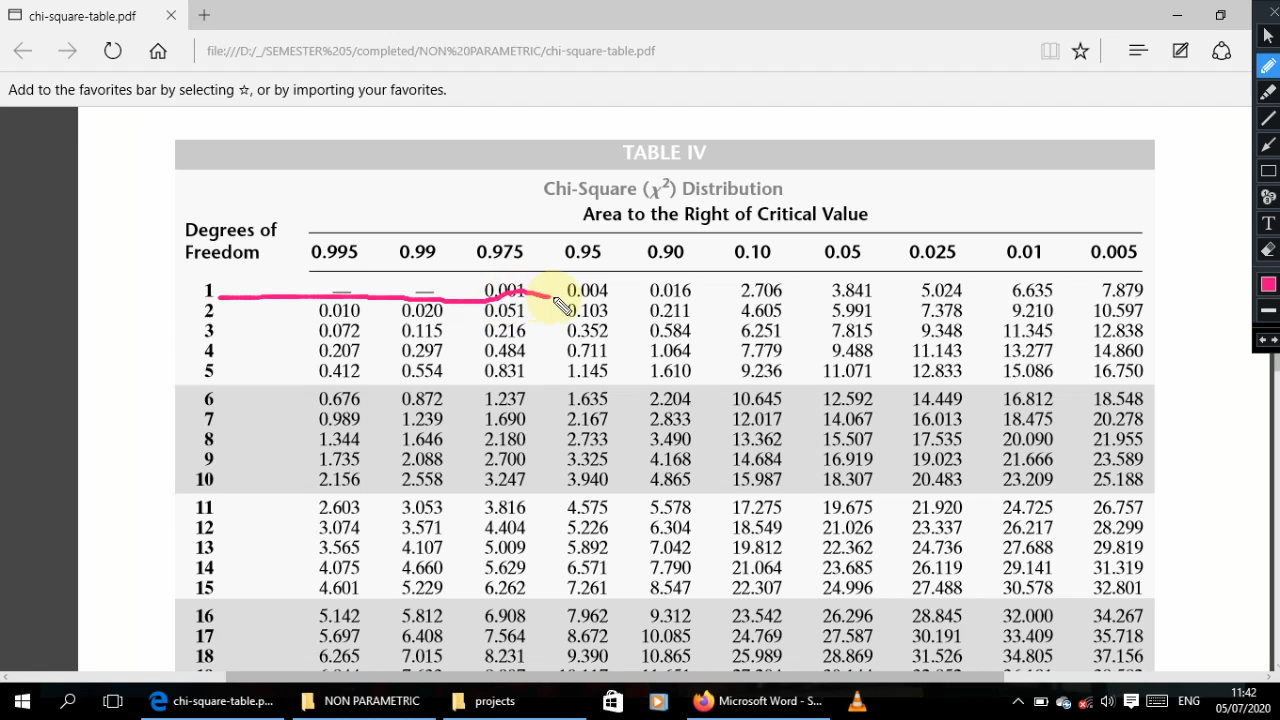 chi-square-table.pdf
file:///D:/_/SEMESTER%205/completed/NON%20PARAMETRIC/chi-square-table.pdf
Add to the favorites bar by selecting ☆, or by importing your favorites.
TABLE IV
Chi-Square (χ²) Distribution
Area to the Right of Critical Value
Degrees of
Freedom 0.995 0.99 0.975 0.95 0.90 0.10 0.05 0.025 0.01 0.005
1 — — 0.001 0.004 0.016 2.706 3.841 5.024 6.635 7.879
2 0.010 0.020 0.051 0.103 0.211 4.605 5.991 7.378 9.210 10.597
3 0.072 0.115 0.216 0.352 0.584 6.251 7.815 9.348 11.345 12.838
4 0.207 0.297 0.484 0.711 1.064 7.779 9.488 11.143 13.277 14.860
5 0.412 0.554 0.831 1.145 1.610 9.236 11.071 12.833 15.086 16.750
6 0.676 0.872 1.237 1.635 2.204 10.645 12.592 14.449 16.812 18.548
7 0.989 1.239 1.690 2.167 2.833 12.017 14.067 16.013 18.475 20.278
8 1.344 1.646 2.180 2.733 3.490 13.362 15.507 17.535 20.090 21.955
9 1.735 2.088 2.700 3.325 4.168 14.684 16.919 19.023 21.666 23.589
10 2.156 2.558 3.247 3.940 4.865 15.987 18.307 20.483 23.209 25.188
11 2.603 3.053 3.816 4.575 5.578 17.275 19.675 21.920 24.725 26.757
12 3.074 3.571 4.404 5.226 6.304 18.549 21.026 23.337 26.217 28.299
13 3.565 4.107 5.009 5.892 7.042 19.812 22.362 24.736 27.688 29.819
14 4.075 4.660 5.629 6.571 7.790 21.064 23.685 26.119 29.141 31.319
15 4.601 5.229 6.262 7.261 8.547 22.307 24.996 27.488 30.578 32.801
16 5.142 5.812 6.908 7.962 9.312 23.542 26.296 28.845 32.000 34.267
17 5.697 6.408 7.564 8.672 10.085 24.769 27.587 30.191 33.409 35.718
18 6.265 7.015 8.231 9.390 10.865 25.989 28.869 31.526 34.805 37.156
chi-square-table.p... NON PARAMETRIC projects Microsoft Word - S... ENG 11:42
05/07/2020